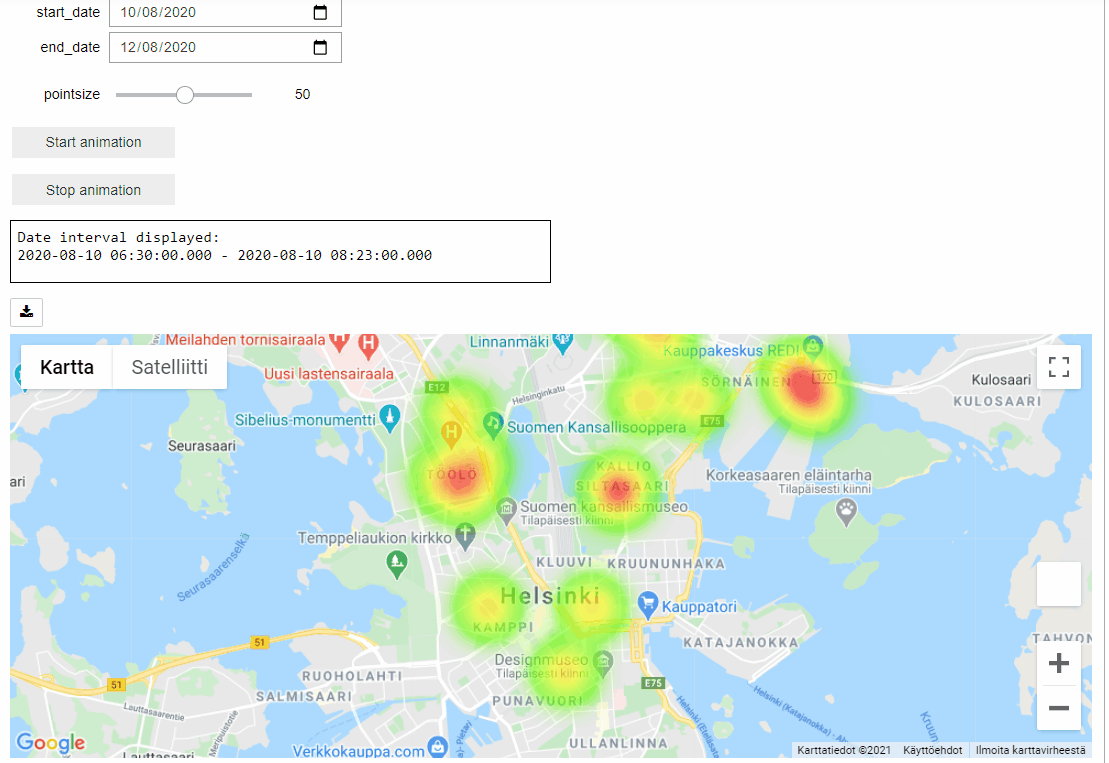 start_date 10/08/2020
end_date 12/08/2020
pointsize 50
Start animation
Stop animation
Date interval displayed:
2020-08-10 06:30:00.000 - 2020-08-10 08:23:00.000
Meilahden tornisairaala
Linnanmäki
Kauppakeskus REDI
Kartta Satelliitti
Uusi lastensairaala
SÖRNÄINEN
170
Kulosaari
KULOSAARI
E12
Helsinginkatu
Sibelius-monumentti
Suomen Kansallisooppera
E75
Seurasaari
TÖÖLÖ
KALLIO
SILTASAARI
Korkeasaaren eläintarha
Tilapäisesti kiinni
ari
Suomen kansallismuseo
Tilapäisesti kiinni
Temppeliaukion kirkko
Seurasaarenselkä
KLUUVI
KRUUNUNHAKA
Helsinki
Kauppatori
KAMPPI
51
KATAJANOKKA
TAHVON
Designmuseo
Tilapäisesti kiinni
RUOHOLAHTI
E75
51
SALMISAARI
PUNAVUORI
Lauttasaarentie
Meripuistotie
Google
Lauttasaari
Verkkokauppa.com
ULLANLINNA
Karttatiedot ©2021 Käyttöehdot Ilmoita karttavirheestä